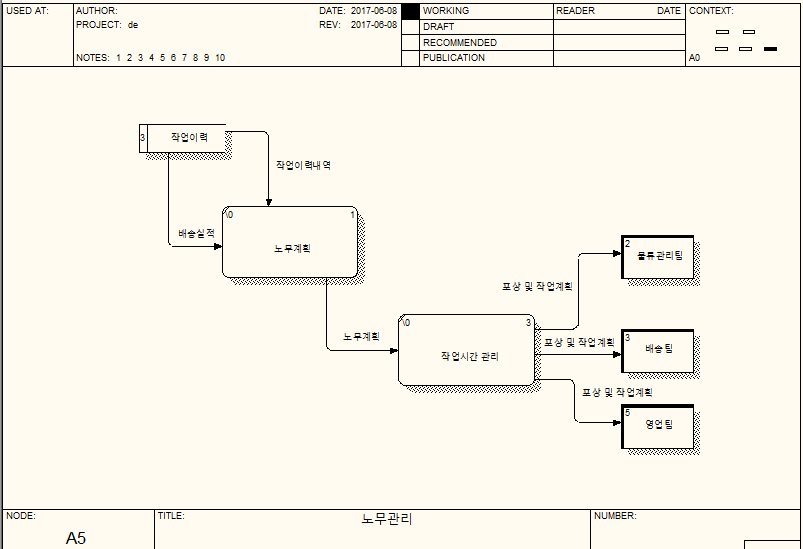 USED AT:
AUTHOR:
DATE: 2017-06-08
WORKING
READER
DATE
CONTEXT:
PROJECT: de
REV: 2017-06-08
DRAFT
RECOMMENDED
NOTES: 1 2 3 4 5 6 7 8 9 10
PUBLICATION
A0
3
작업이력
작업이력내역
\0
1
배송실적
노무계획
2
물류관리팀
포상 및 작업계획
\0
3
노무계획
포상 및 작업계획
3
배송팀
작업시간 관리
포상 및 작업계획
5
영업팀
NODE:
TITLE:
노무관리
NUMBER:
A5